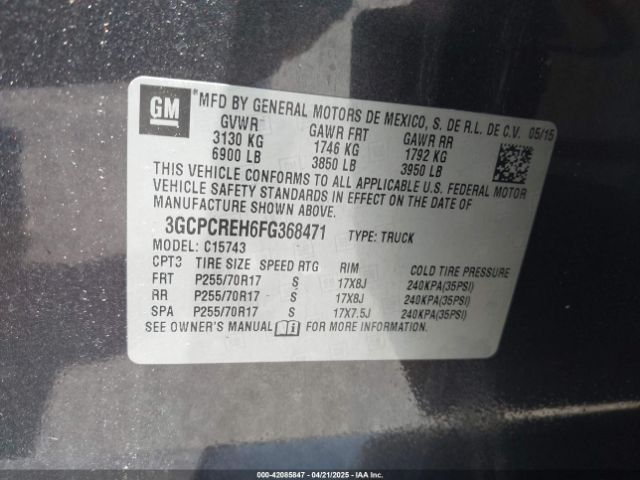 GM
*MFD BY GENERAL MOTORS DE MEXICO, S. DE R.L. DE C.V. 05/15
GVWR GAWR FRT GAWR RR
3130 KG 1746 KG 1792 KG
6900 LB 3850 LB 3950 LB
THIS VEHICLE CONFORMS TO ALL APPLICABLE U.S. FEDERAL MOTOR
VEHICLE SAFETY STANDARDS IN EFFECT ON THE DATE OF
MANUFACTURE SHOWN ABOVE.
3GCPCREH6FG368471 TYPE: TRUCK
MODEL: C15743
CPT3 TIRE SIZE SPEED RTG RIM COLD TIRE PRESSURE
FRT P255/70R17 S 17X8J 240KPA(35PSI)
RR P255/70R17 S 17X8J 240KPA(35PSI)
SPA P255/70R17 S 17X7.5J 240KPA(35PSI)
SEE OWNER'S MANUAL FOR MORE INFORMATION.
000-42085847 - 04/21/2025 - IAAI.COM